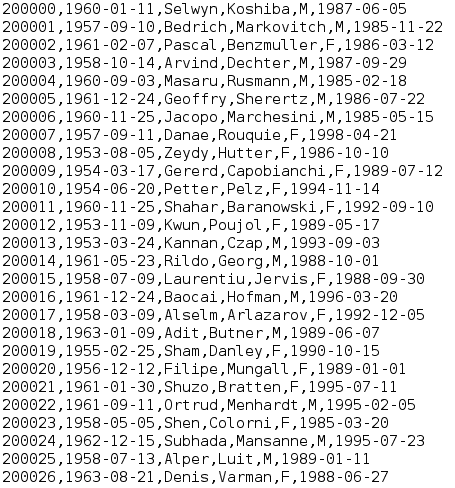 200000,1960-01-11,Selwyn,Koshiba,M,1987-06-05
200001,1957-09-10,Bedrich,Markovitch,M,1985-11-22
200002,1961-02-07,Pascal,Benzmuller,F,1986-03-12
200003,1958-10-14,Arvind,Dechter,M,1987-09-29
200004,1960-09-03,Masaru,Rusmann,M,1985-02-18
200005,1961-12-24,Geoffry,Sherertz,M,1986-07-22
200006,1960-11-25,Jacopo,Marchesini,M,1985-05-15
200007,1957-09-11,Danae,Rouquie,F,1998-04-21
200008,1953-08-05,Zeydy,Hutter,F,1986-10-10
200009,1954-03-17,Gererd,Capobianchi,F,1989-07-12
200010,1954-06-20,Petter,Pelz,F,1994-11-14
200011,1960-11-25,Shahar,Baranowski,F,1992-09-10
200012,1953-11-09,Kwun,Poujol,F,1989-05-17
200013,1953-03-24,Kannan,Czap,M,1993-09-03
200014,1961-05-23,Rildo,Georg,M,1988-10-01
200015,1958-07-09,Laurentiu,Jervis,F,1988-09-30
200016,1961-12-24,Baocai,Hofman,M,1996-03-20
200017,1958-03-09,Alselm,Arlazarov,F,1992-12-05
200018,1963-01-09,Adit,Butner,M,1989-06-07
200019,1955-02-25,Sham,Danley,F,1990-10-15
200020,1956-12-12,Filipe,Mungall,F,1989-01-01
200021,1961-01-30,Shuzo,Bratten,F,1995-07-11
200022,1961-09-11,Ortrud,Menhardt,M,1995-02-05
200023,1958-05-05,Shen,Colorni,F,1985-03-20
200024,1962-12-15,Subhada,Mansanne,M,1995-07-23
200025,1958-07-13,Alper,Luit,M,1989-01-11
200026,1963-08-21,Denis,Varman,F,1988-06-27